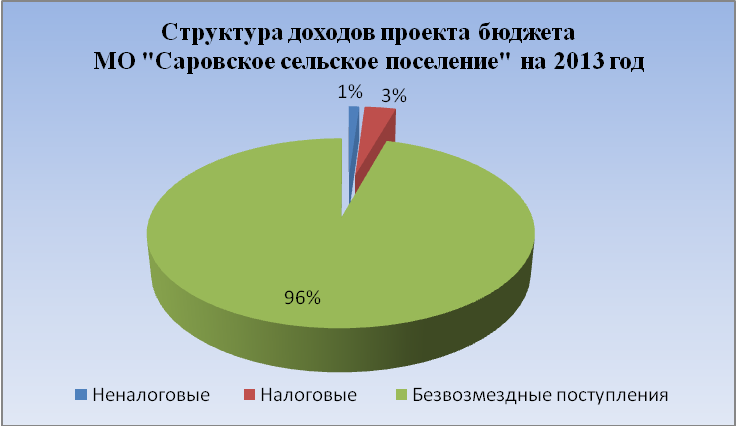 Структура доходов проекта бюджета
МО "Саровское сельское поселение" на 2013 год
1%
3%
96%
Неналоговые
Налоговые
Безвозмездные поступления